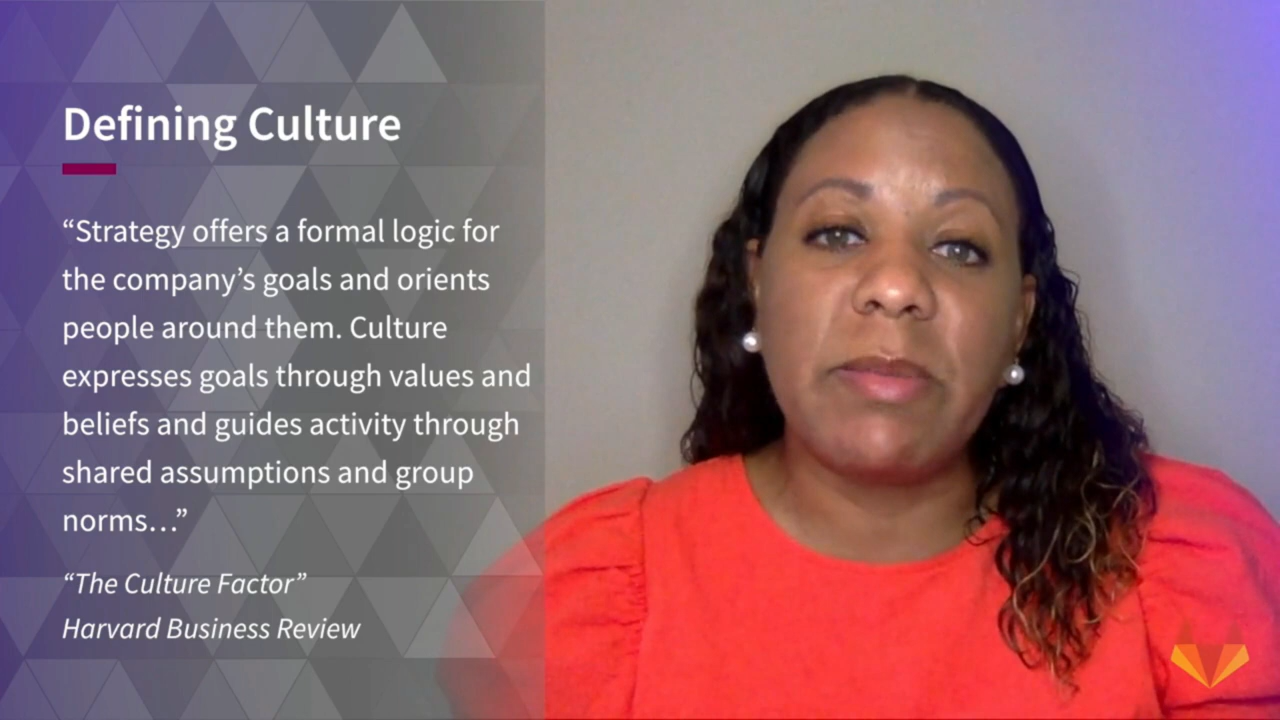 Defining Culture
“Strategy offers a formal logic for
the company’s goals and orients
people around them. Culture
expresses goals through values and
beliefs and guides activity through
shared assumptions and group
norms…”
“The Culture Factor”
Harvard Business Review